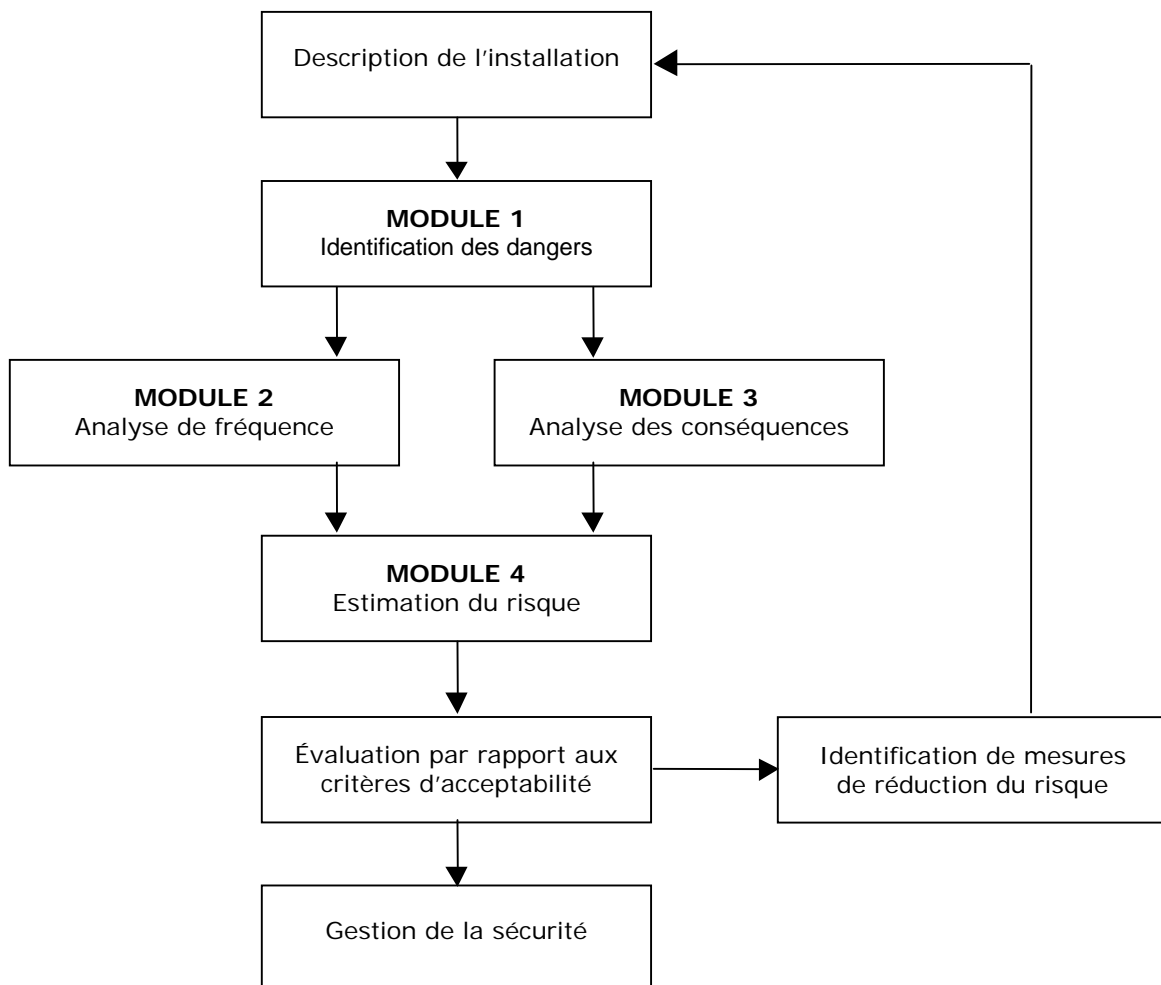 Description de l'installation
MODULE 1
Identification des dangers
MODULE 2
Analyse de fréquence
MODULE 3
Analyse des conséquences
MODULE 4
Estimation du risque
Évaluation par rapport aux
critères d'acceptabilité
Identification de mesures
de réduction du risque
Gestion de la sécurité